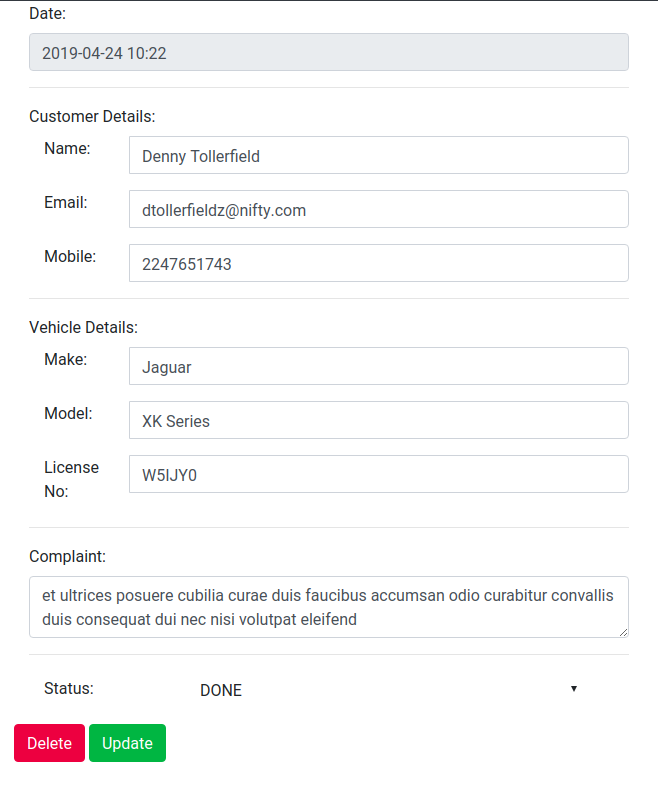 Date:
2019-04-24 10:22
Customer Details:
Name:
Denny Tollerfield
Email:
dtollerfieldz@nifty.com
Mobile:
2247651743
Vehicle Details:
Make:
Jaguar
Model:
XK Series
License
No:
W5IJY0
Complaint:
et ultrices posuere cubilia curae duis faucibus accumsan odio curabitur convallis
duis consequat dui nec nisi volutpat eleifend
Status:
DONE
Delete
Update